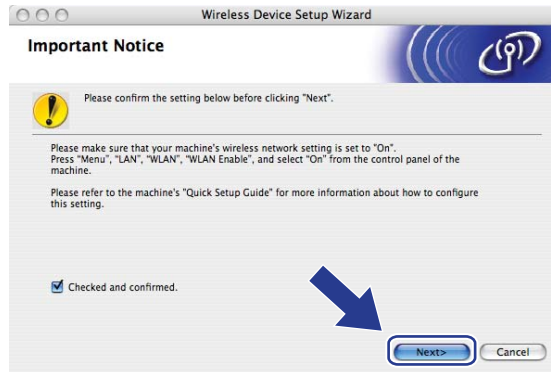 Wireless Device Setup Wizard
Important Notice
Please confirm the setting below before clicking "Next".
Please make sure that your machine's wireless network setting is set to "On".
Press "Menu", "LAN", "WLAN", "WLAN Enable", and select "On" from the control panel of the
machine.
Please refer to the machine's "Quick Setup Guide" for more information about how to configure
this setting.
Checked and confirmed.
Next>
Cancel